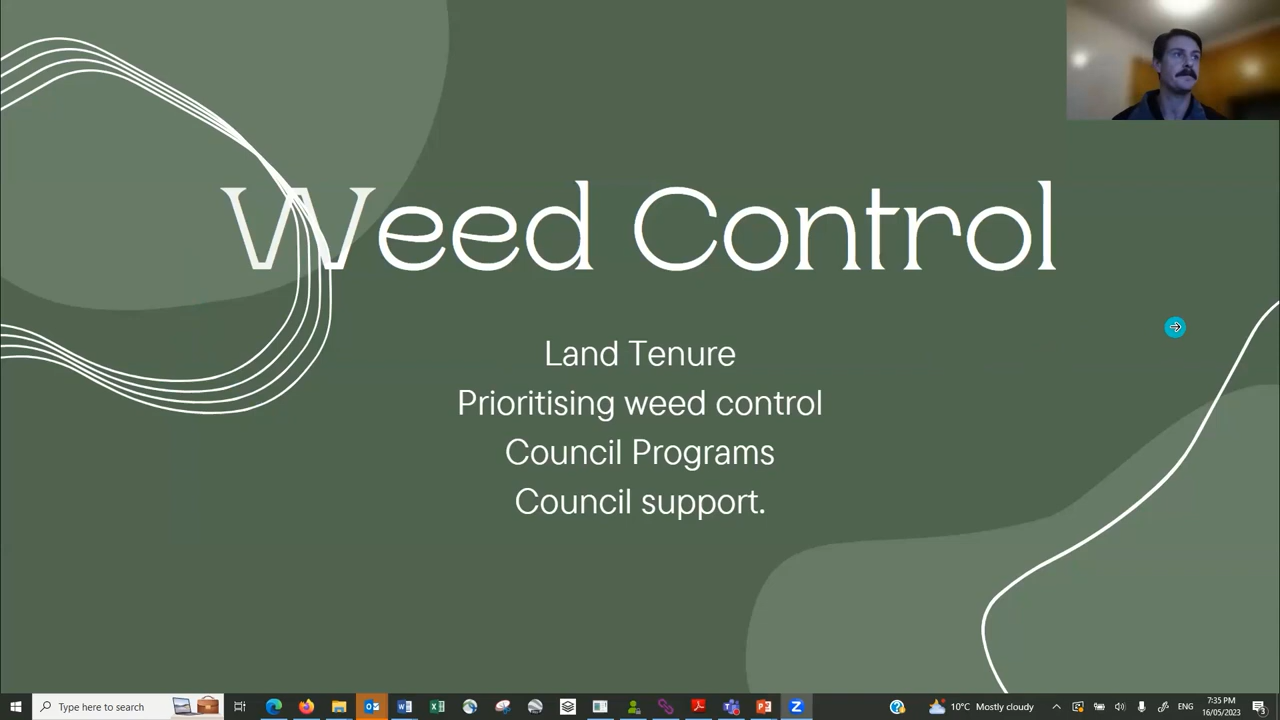 Weed Control
Land Tenure
Prioritising weed control
Council Programs
Council support.
Type here to search
10°C Mostly cloudy
ENG
7:35 PM
16/05/2023